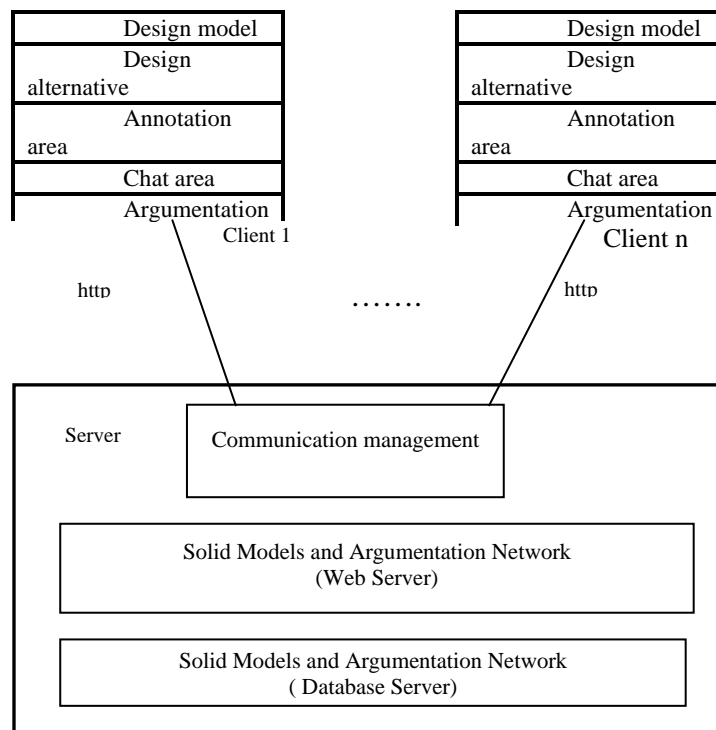 Design model
Design
alternative
Annotation
area
Chat area
Argumentation
Client 1
Design model
Design
alternative
Annotation
area
Chat area
Argumentation
Client n
http
.......
http
Server
Communication management
Solid Models and Argumentation Network
(Web Server)
Solid Models and Argumentation Network
( Database Server)